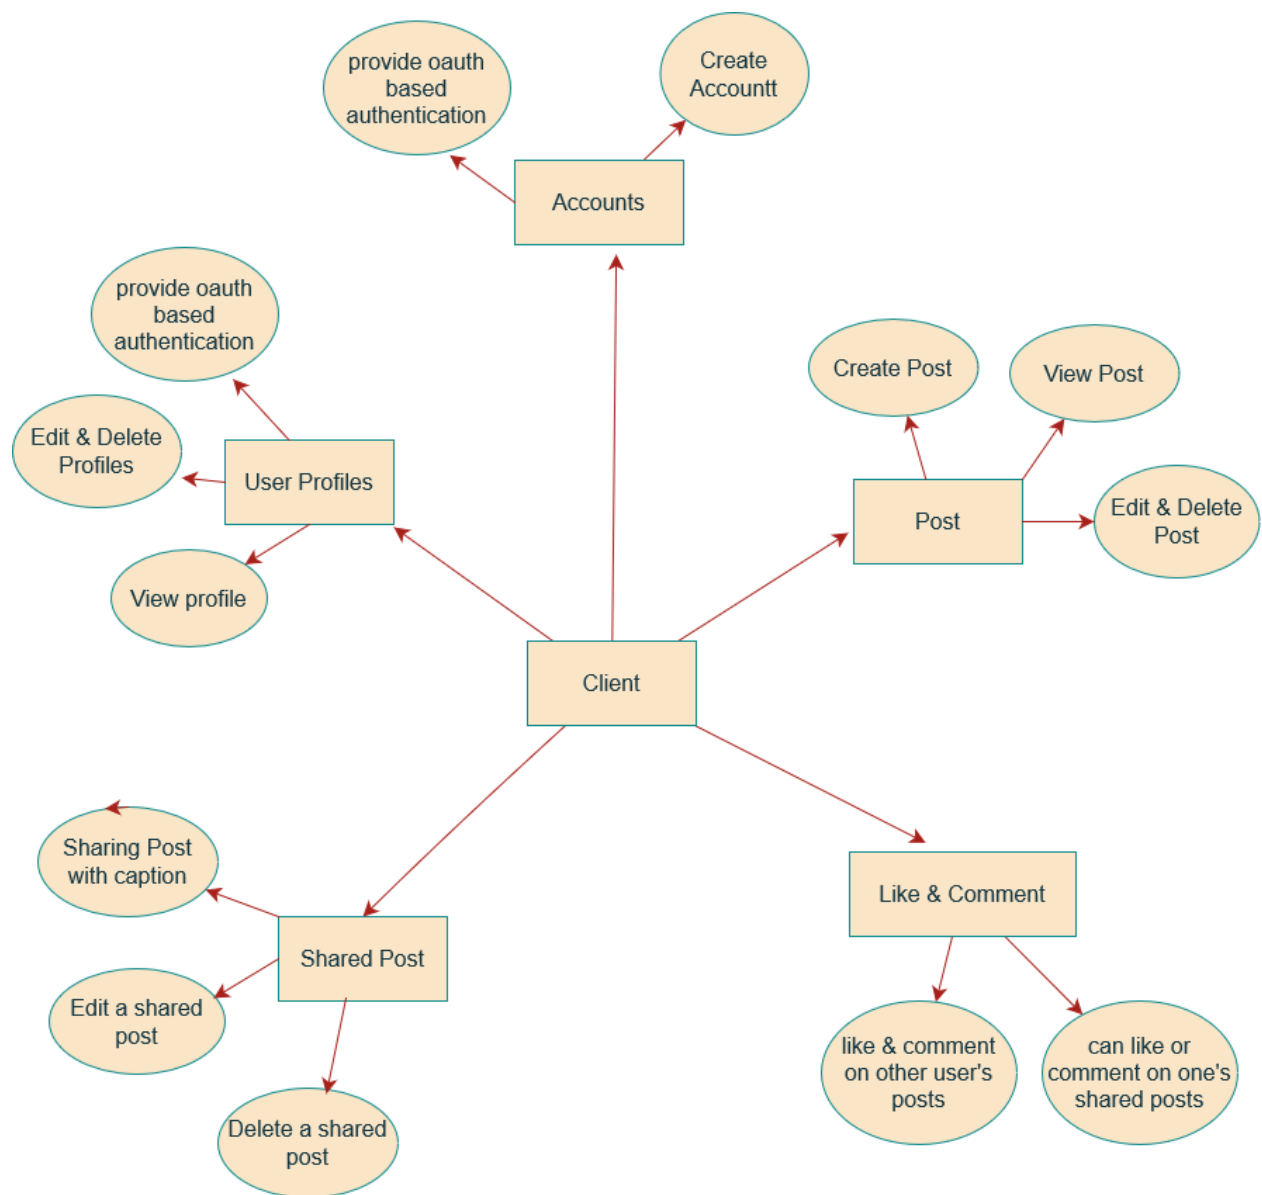 provide oauth
based
authentication
Create
Accountt
Accounts
provide oauth
based
authentication
Edit & Delete
Profiles
User Profiles
View profile
Create Post
View Post
Post
Edit & Delete
Post
Client
Sharing Post
with caption
Shared Post
Edit a shared
post
Delete a shared
post
Like & Comment
like & comment
on other user's
posts
can like or
comment on one's
shared posts